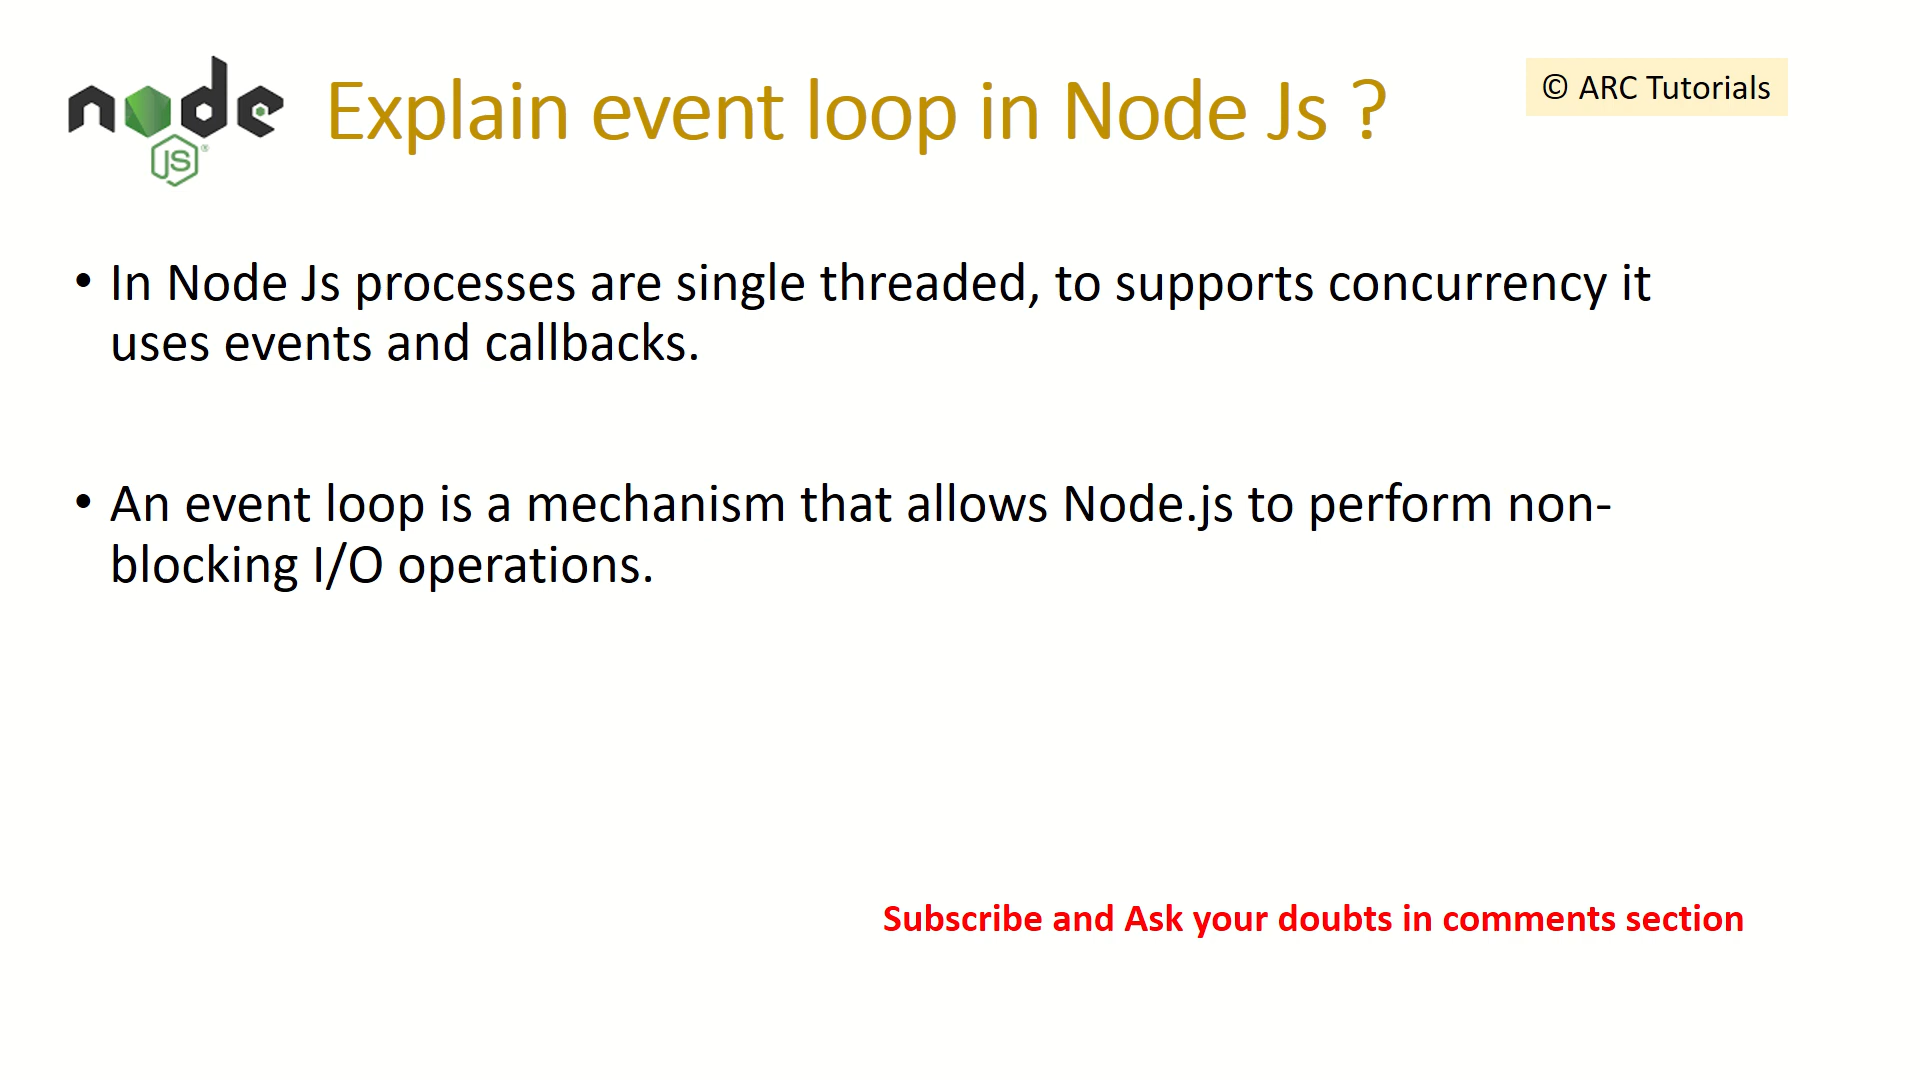 node
JS ®
Explain event loop in Node Js ?
© ARC Tutorials
• In Node Js processes are single threaded, to supports concurrency it
uses events and callbacks.
• An event loop is a mechanism that allows Node.js to perform non-
blocking I/O operations.
Subscribe and Ask your doubts in comments section